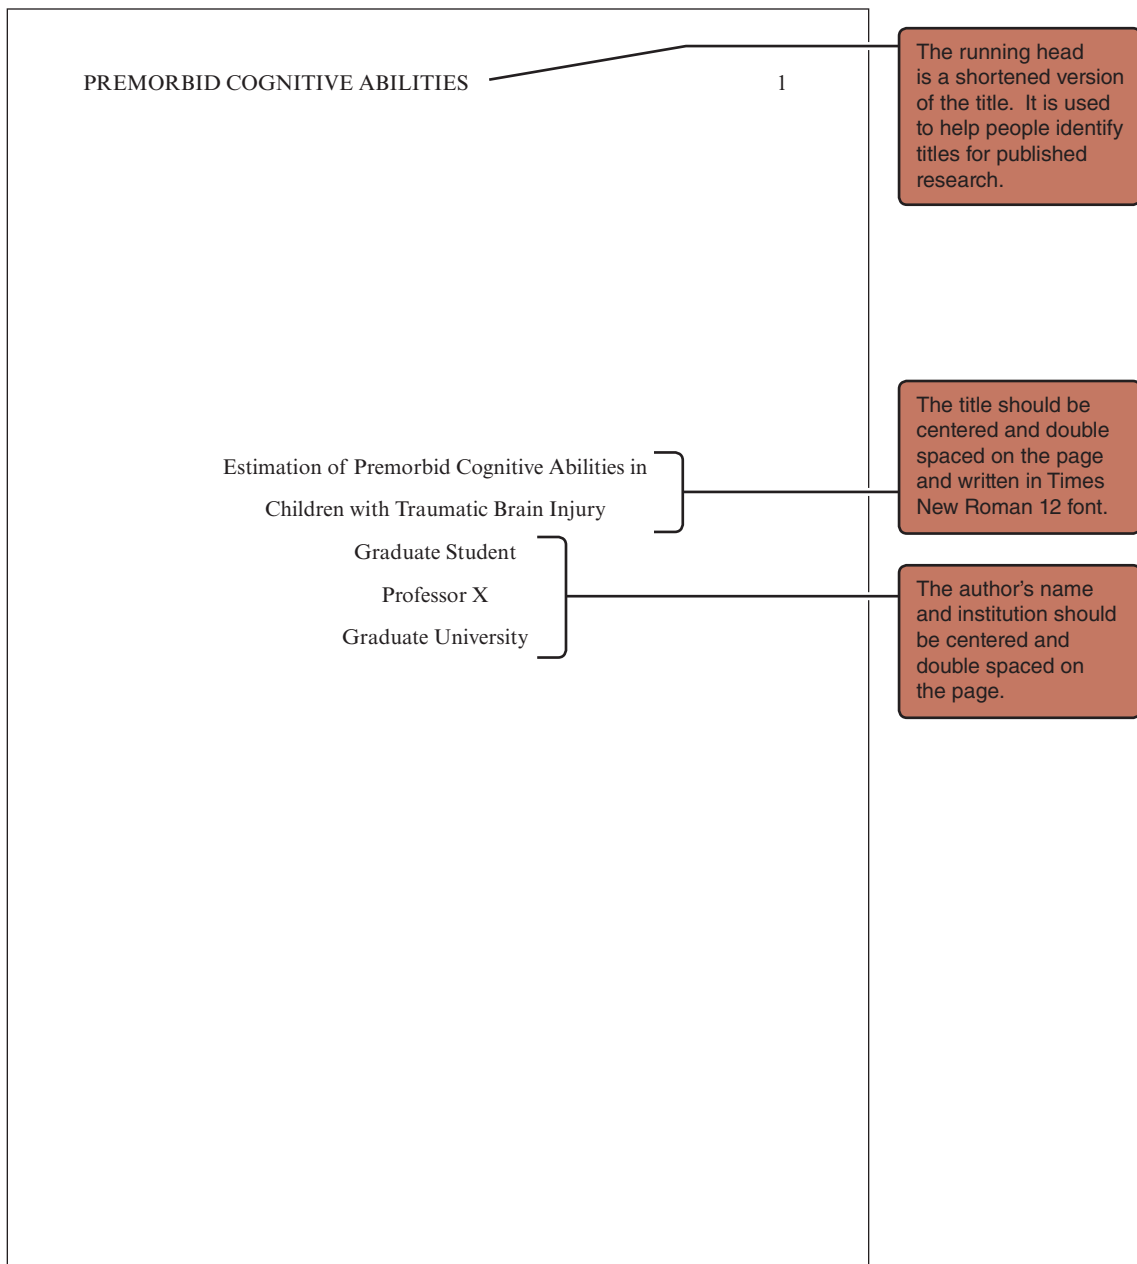 PREMORBID COGNITIVE ABILITIES 1
The running head
is a shortened version
of the title.  It is used
to help people identify
titles for published
research.
Estimation of Premorbid Cognitive Abilities in
Children with Traumatic Brain Injury
The title should be
centered and double
spaced on the page
and written in Times
New Roman 12 font.
Graduate Student
Professor X
Graduate University
The author’s name
and institution should
be centered and
double spaced on
the page.